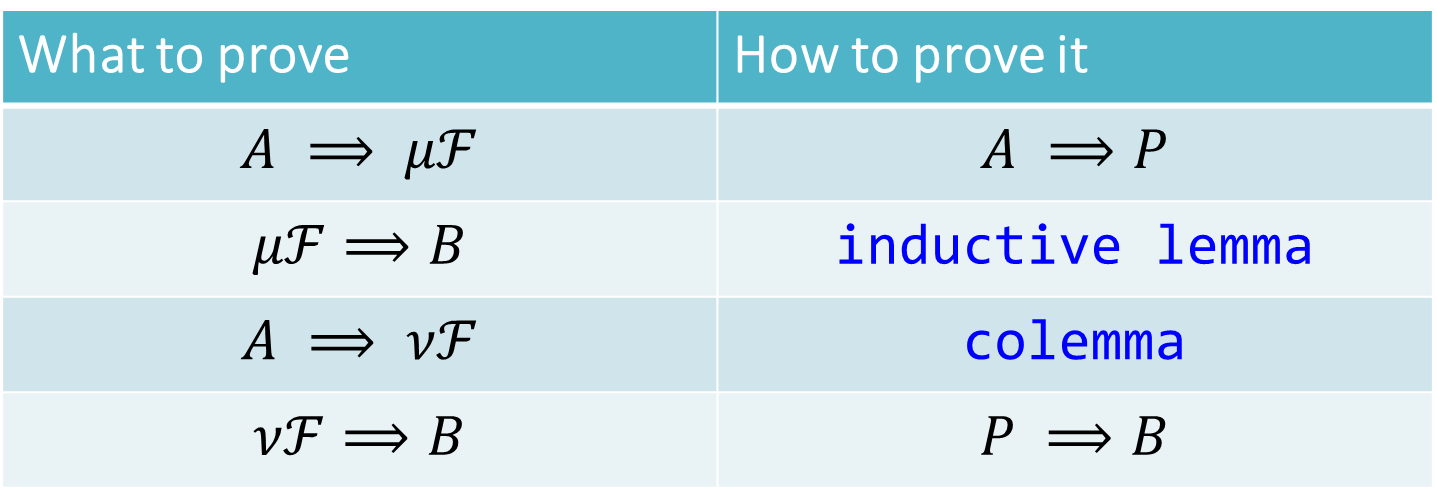 What to prove How to prove it
A ⟹ μℱ A ⟹ P
μℱ ⟹ B inductive lemma
A ⟹ νℱ colemma
νℱ ⟹ B P ⟹ B